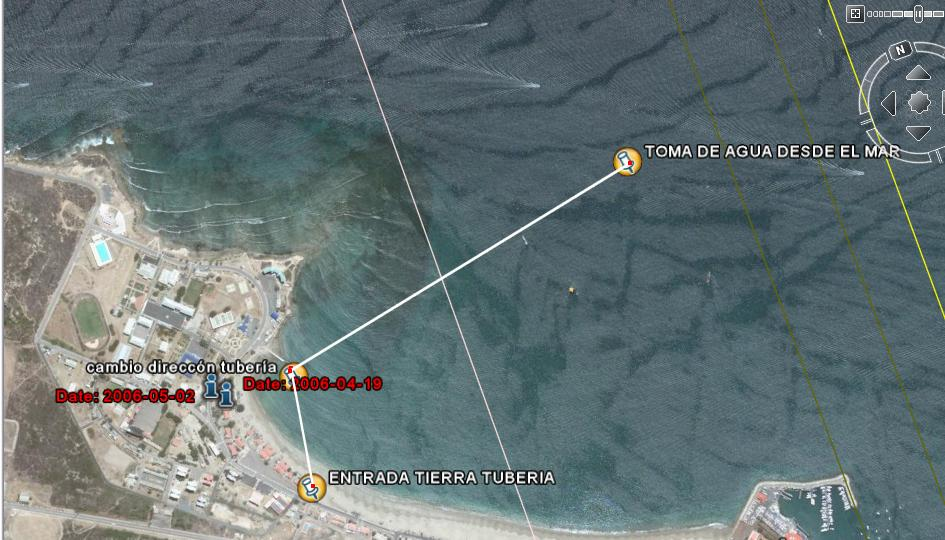 N
TOMA DE AGUA DESDE EL MAR
cambio direccón tubería
Date: 2006-04-19
Date: 2006-05-02
ENTRADA TIERRA TUBERIA